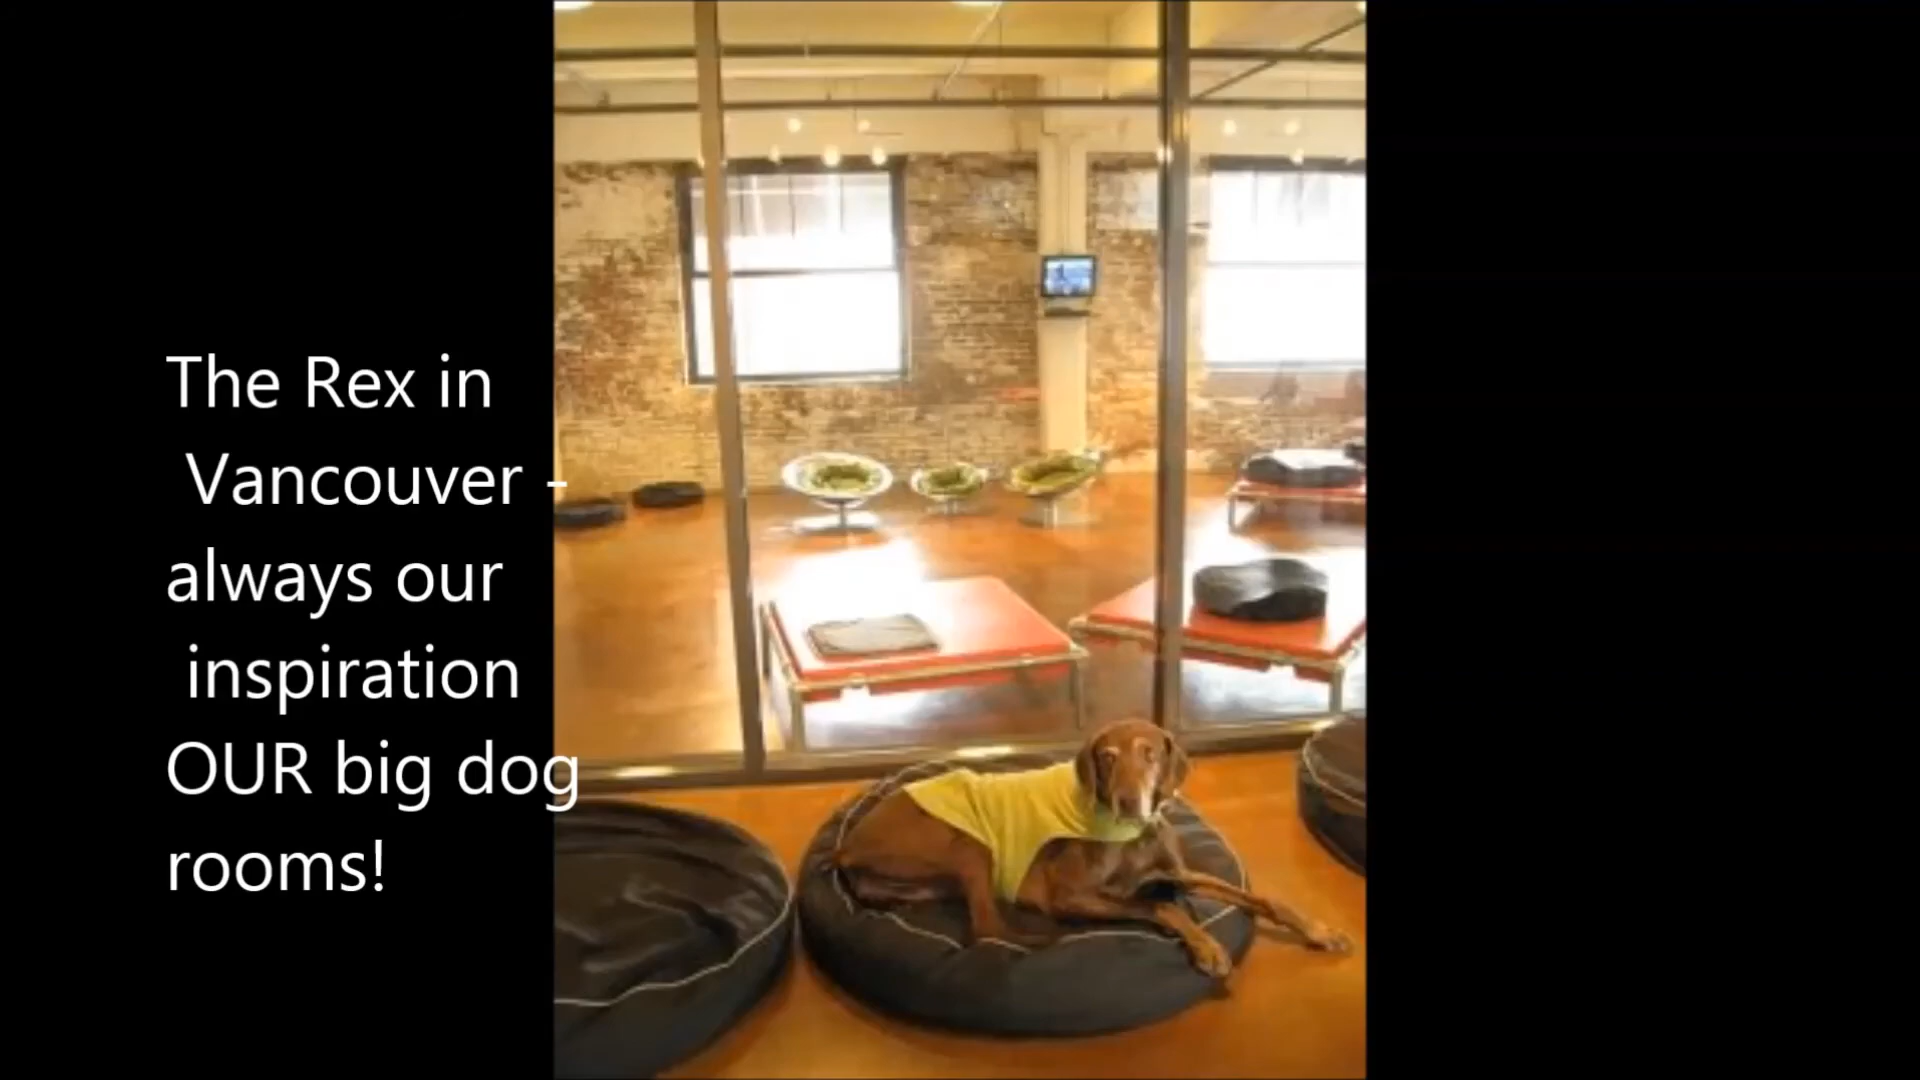 The Rex in
Vancouver -
always our
inspiration
OUR big dog
rooms!